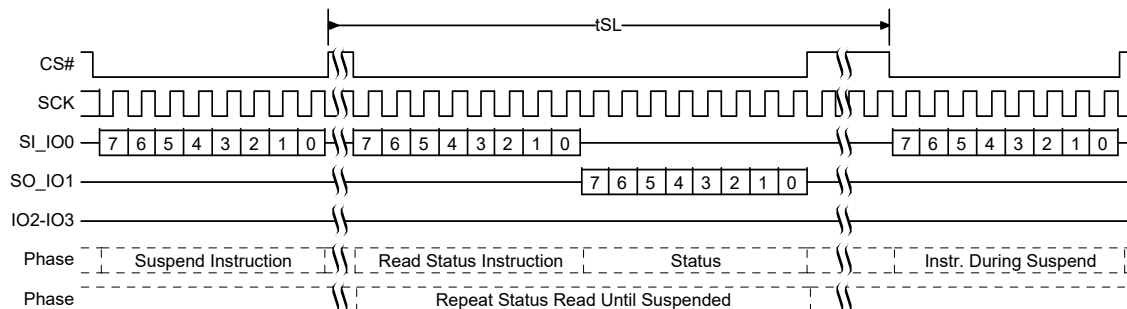 tSL
CS#
SCK
SI_IO0 7 6 5 4 3 2 1 0 7 6 5 4 3 2 1 0 7 6 5 4 3 2 1 0
SO_IO1 7 6 5 4 3 2 1 0
IO2-IO3
Phase Suspend Instruction Read Status Instruction Status Instr. During Suspend
Phase Repeat Status Read Until Suspended